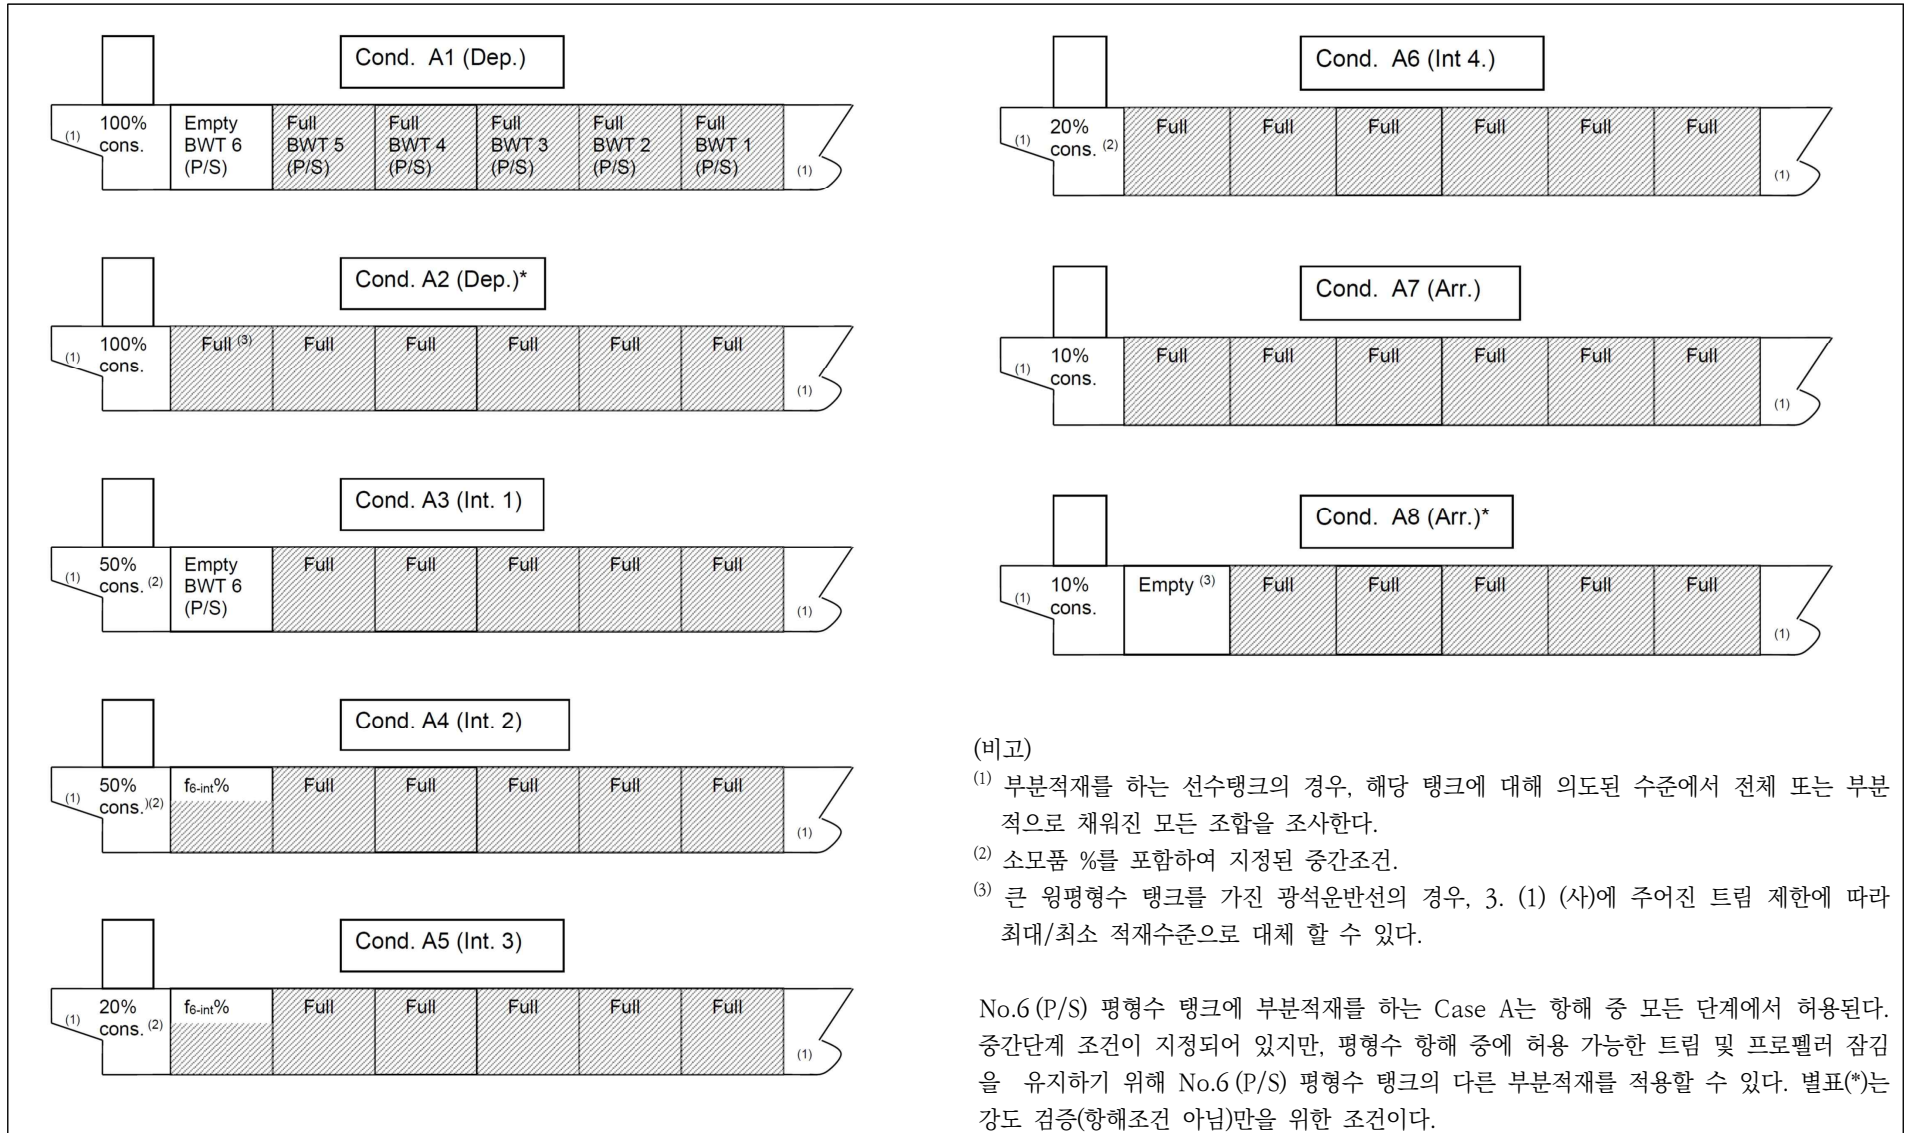 Cond. A1 (Dep.)
(1)
100%
cons.
Empty
BWT 6
(P/S)
Full
BWT 5
(P/S)
Full
BWT 4
(P/S)
Full
BWT 3
(P/S)
Full
BWT 2
(P/S)
Full
BWT 1
(P/S)
(1)
Cond. A2 (Dep.)*
(1)
100%
cons.
Full (3)
Full
Full
Full
Full
Full
(1)
Cond. A3 (Int. 1)
(1)
50%
cons. (2)
Empty
BWT 6
(P/S)
Full
Full
Full
Full
Full
(1)
Cond. A4 (Int. 2)
(1)
50%
cons.)(2)
f6-int%
Full
Full
Full
Full
Full
(1)
Cond. A5 (Int. 3)
(1)
20%
cons. (2)
f6-int%
Full
Full
Full
Full
Full
(1)
Cond. A6 (Int 4.)
(1)
20%
cons. (2)
Full
Full
Full
Full
Full
Full
(1)
Cond. A7 (Arr.)
(1)
10%
cons.
Full
Full
Full
Full
Full
Full
(1)
Cond. A8 (Arr.)*
(1)
10%
cons.
Empty (3)
Full
Full
Full
Full
Full
(1)
(비고)
(1) 부분적재를 하는 선수탱크의 경우, 해당 탱크에 대해 의도된 수준에서 전체 또는 부분
적으로 채워진 모든 조합을 조사한다.
(2) 소모품 %를 포함하여 지정된 중간조건.
(3) 큰 윙평형수 탱크를 가진 광석운반선의 경우, 3. (1) (사)에 주어진 트림 제한에 따라
최대/최소 적재수준으로 대체 할 수 있다.
No.6 (P/S) 평형수 탱크에 부분적재를 하는 Case A는 항해 중 모든 단계에서 허용된다.
중간단계 조건이 지정되어 있지만, 평형수 항해 중에 허용 가능한 트림 및 프로펠러 잠김
을 유지하기 위해 No.6 (P/S) 평형수 탱크의 다른 부분적재를 적용할 수 있다. 별표(*)는
강도 검증(항해조건 아님)만을 위한 조건이다.